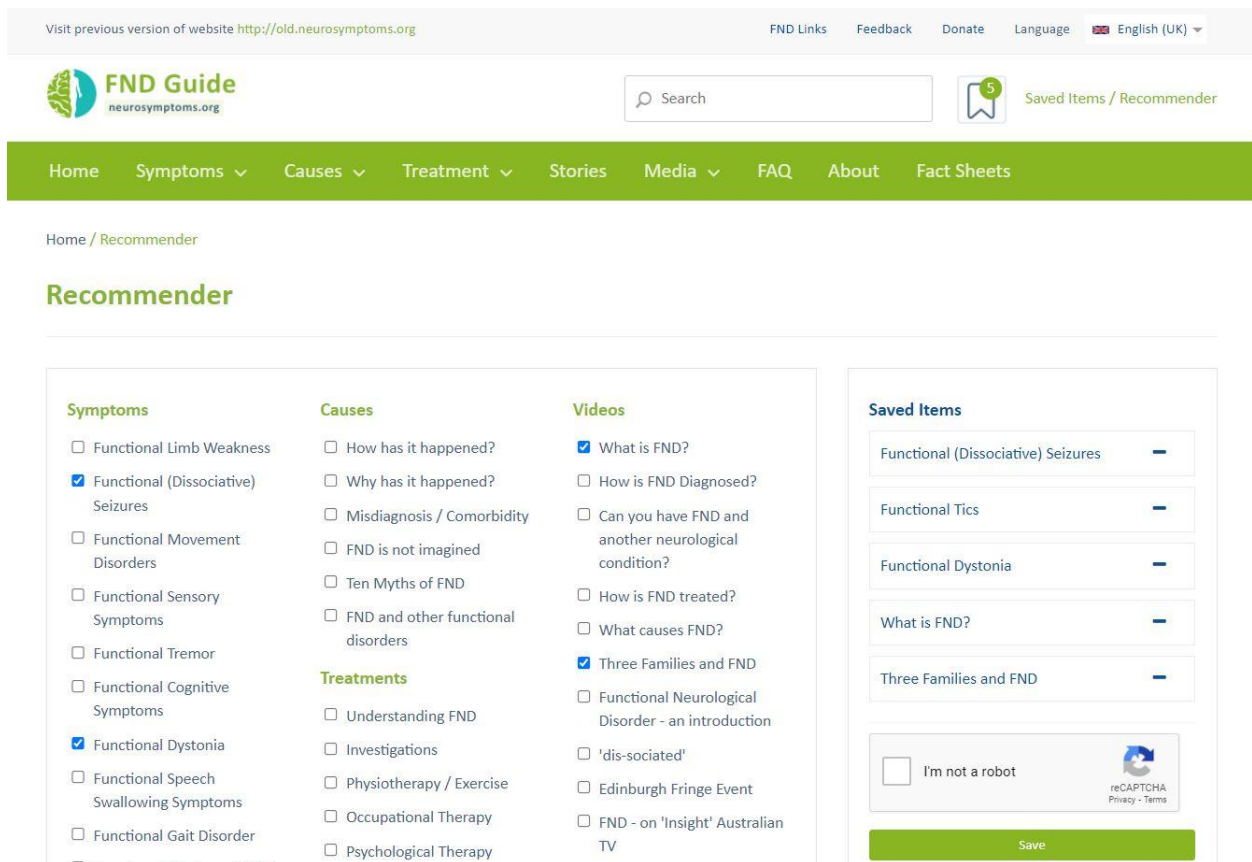 Visit previous version of website http://old.neurosymptoms.org
FND Links
Feedback
Donate
Language
English (UK)
FND Guide
neurosymptoms.org
Search
5
Saved Items / Recommender
Home
Symptoms
Causes
Treatment
Stories
Media
FAQ
About
Fact Sheets
Home / Recommender
Recommender
Symptoms
Functional Limb Weakness
Functional (Dissociative)
Seizures
Functional Movement
Disorders
Functional Sensory
Symptoms
Functional Tremor
Functional Cognitive
Symptoms
Functional Dystonia
Functional Speech
Swallowing Symptoms
Functional Gait Disorder
Causes
How has it happened?
Why has it happened?
Misdiagnosis / Comorbidity
FND is not imagined
Ten Myths of FND
FND and other functional
disorders
Treatments
Understanding FND
Investigations
Physiotherapy / Exercise
Occupational Therapy
Psychological Therapy
Videos
What is FND?
How is FND Diagnosed?
Can you have FND and
another neurological
condition?
How is FND treated?
What causes FND?
Three Families and FND
Functional Neurological
Disorder - an introduction
'dis-sociated'
Edinburgh Fringe Event
FND - on 'Insight' Australian
TV
Saved Items
Functional (Dissociative) Seizures
Functional Tics
Functional Dystonia
What is FND?
Three Families and FND
I'm not a robot
reCAPTCHA
Privacy - Terms
Save